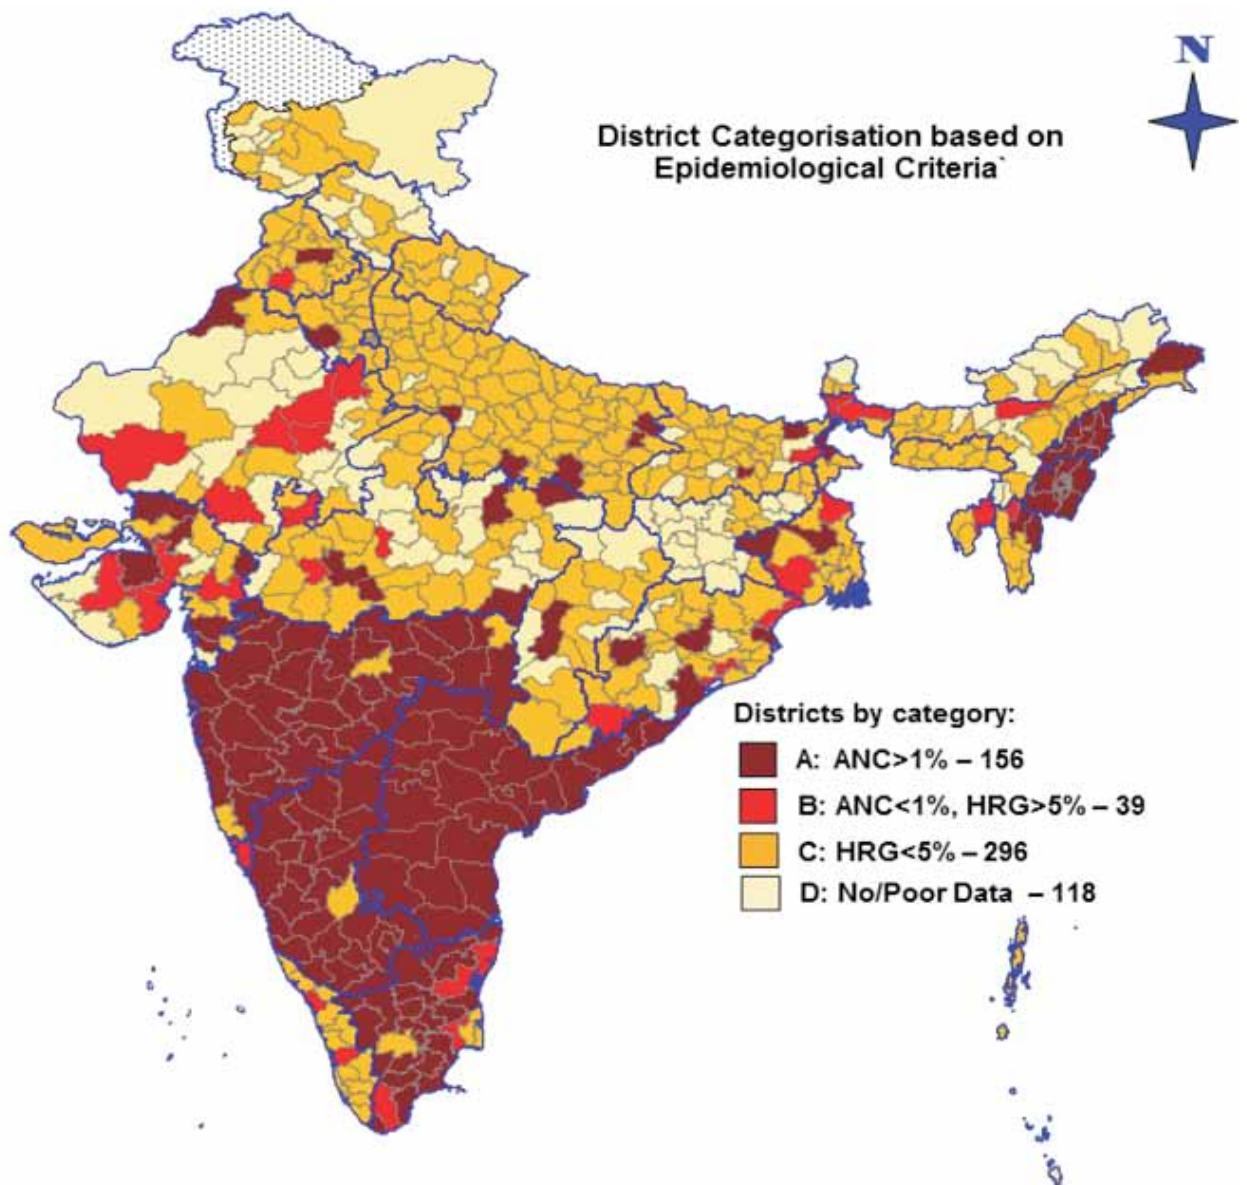 N
District Categorisation based on
Epidemiological Criteria`
Districts by category:
A: ANC>1% – 156
B: ANC<1%, HRG>5% – 39
C: HRG<5% – 296
D: No/Poor Data – 118